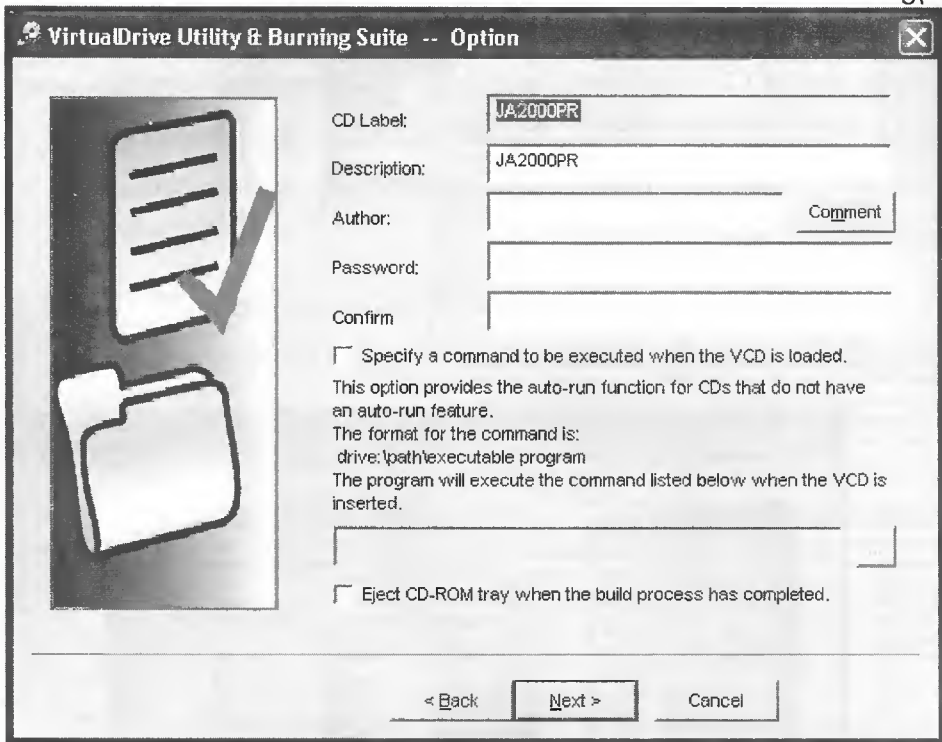 VirtualDrive Utility & Burning Suite -- Option
CD Label: JA2000PR
Description: JA2000PR
Author: Comment
Password:
Confirm
Specify a command to be executed when the VCD is loaded.
This option provides the auto-run function for CDs that do not have
an auto-run feature.
The format for the command is:
drive:\path\executable program
The program will execute the command listed below when the VCD is
inserted.
...
Eject CD-ROM tray when the build process has completed.
< Back Next > Cancel